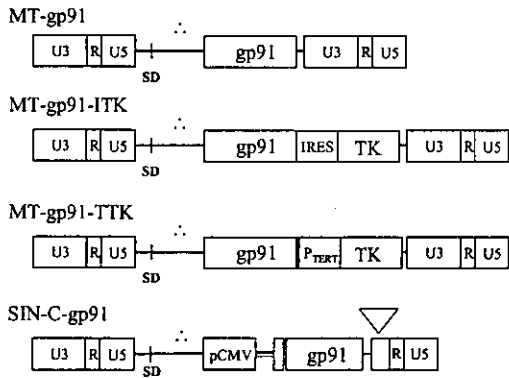 MT-gp91
U3 R U5 gp91 U3 R U5
SD
MT-gp91-ITK
U3 R U5 gp91 IRES TK U3 R U5
SD
MT-gp91-TTK
U3 R U5 gp91 PTERT TK U3 R U5
SD
SIN-C-gp91
U3 R U5 pCMV gp91 R U5
SD